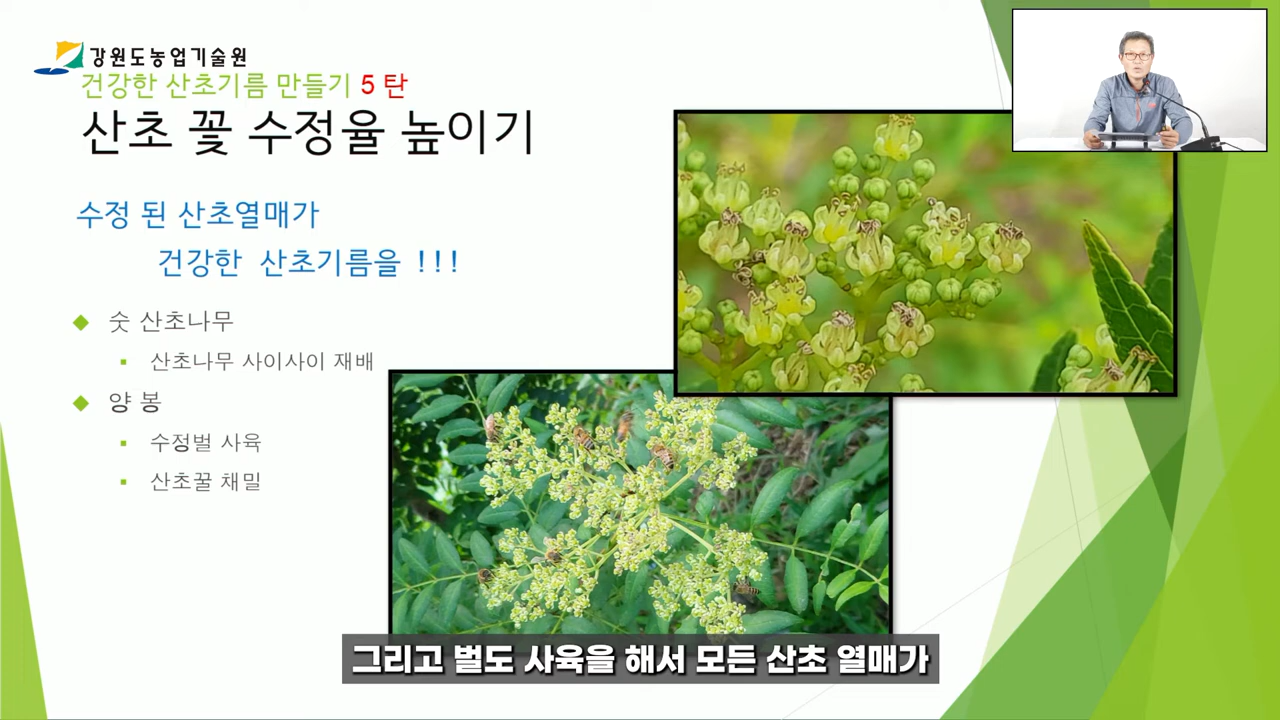 강원도농업기술원
건강한 산초기름 만들기 5 탄
산초 꽃 수정율 높이기
수정 된 산초열매가
건강한 산초기름을 !!!
숫 산초나무
산초나무 사이사이 재배
양 봉
수정벌 사육
산초꿀 채밀
그리고 벌도 사육을 해서 모든 산초 열매가